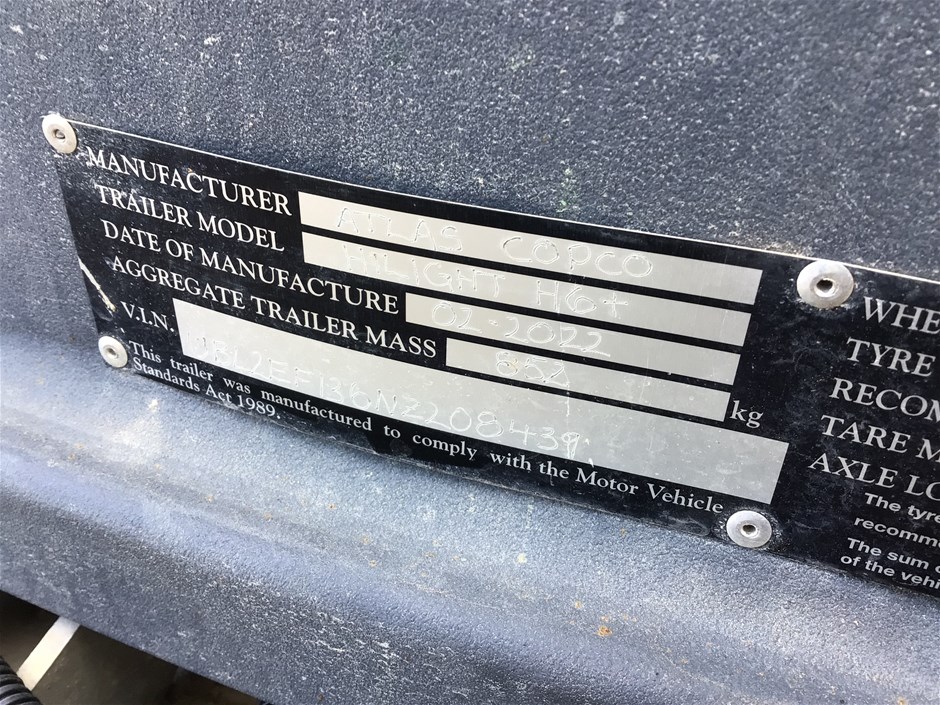 MANUFACTURER ATLAS COPCO
TRAILER MODEL HILIGHT H6+
DATE OF MANUFACTURE 02-2022
AGGREGATE TRAILER MASS 852 kg
V.I.N.
This trailer was manufactured to comply with the Motor Vehicle
Standards Act 1989.
WHE
TYRE
RECOM
TARE M
AXLE LO
The tyre
recomme
The sum
of the vehi